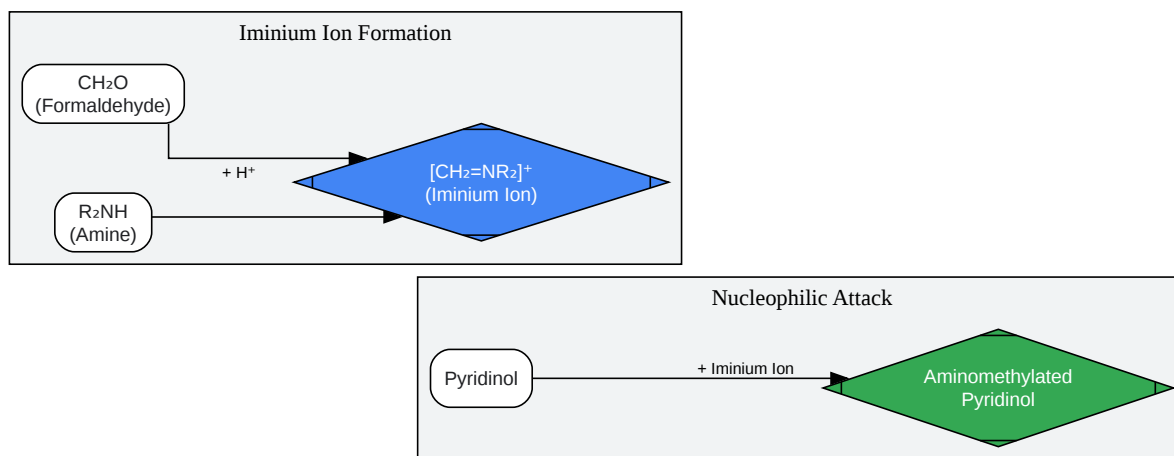 Iminium Ion Formation
CH₂O
(Formaldehyde)
+ H⁺
[CH₂=NR₂]⁺
(Iminium Ion)
R₂NH
(Amine)
Nucleophilic Attack
Pyridinol
+ Iminium Ion
Aminomethylated
Pyridinol